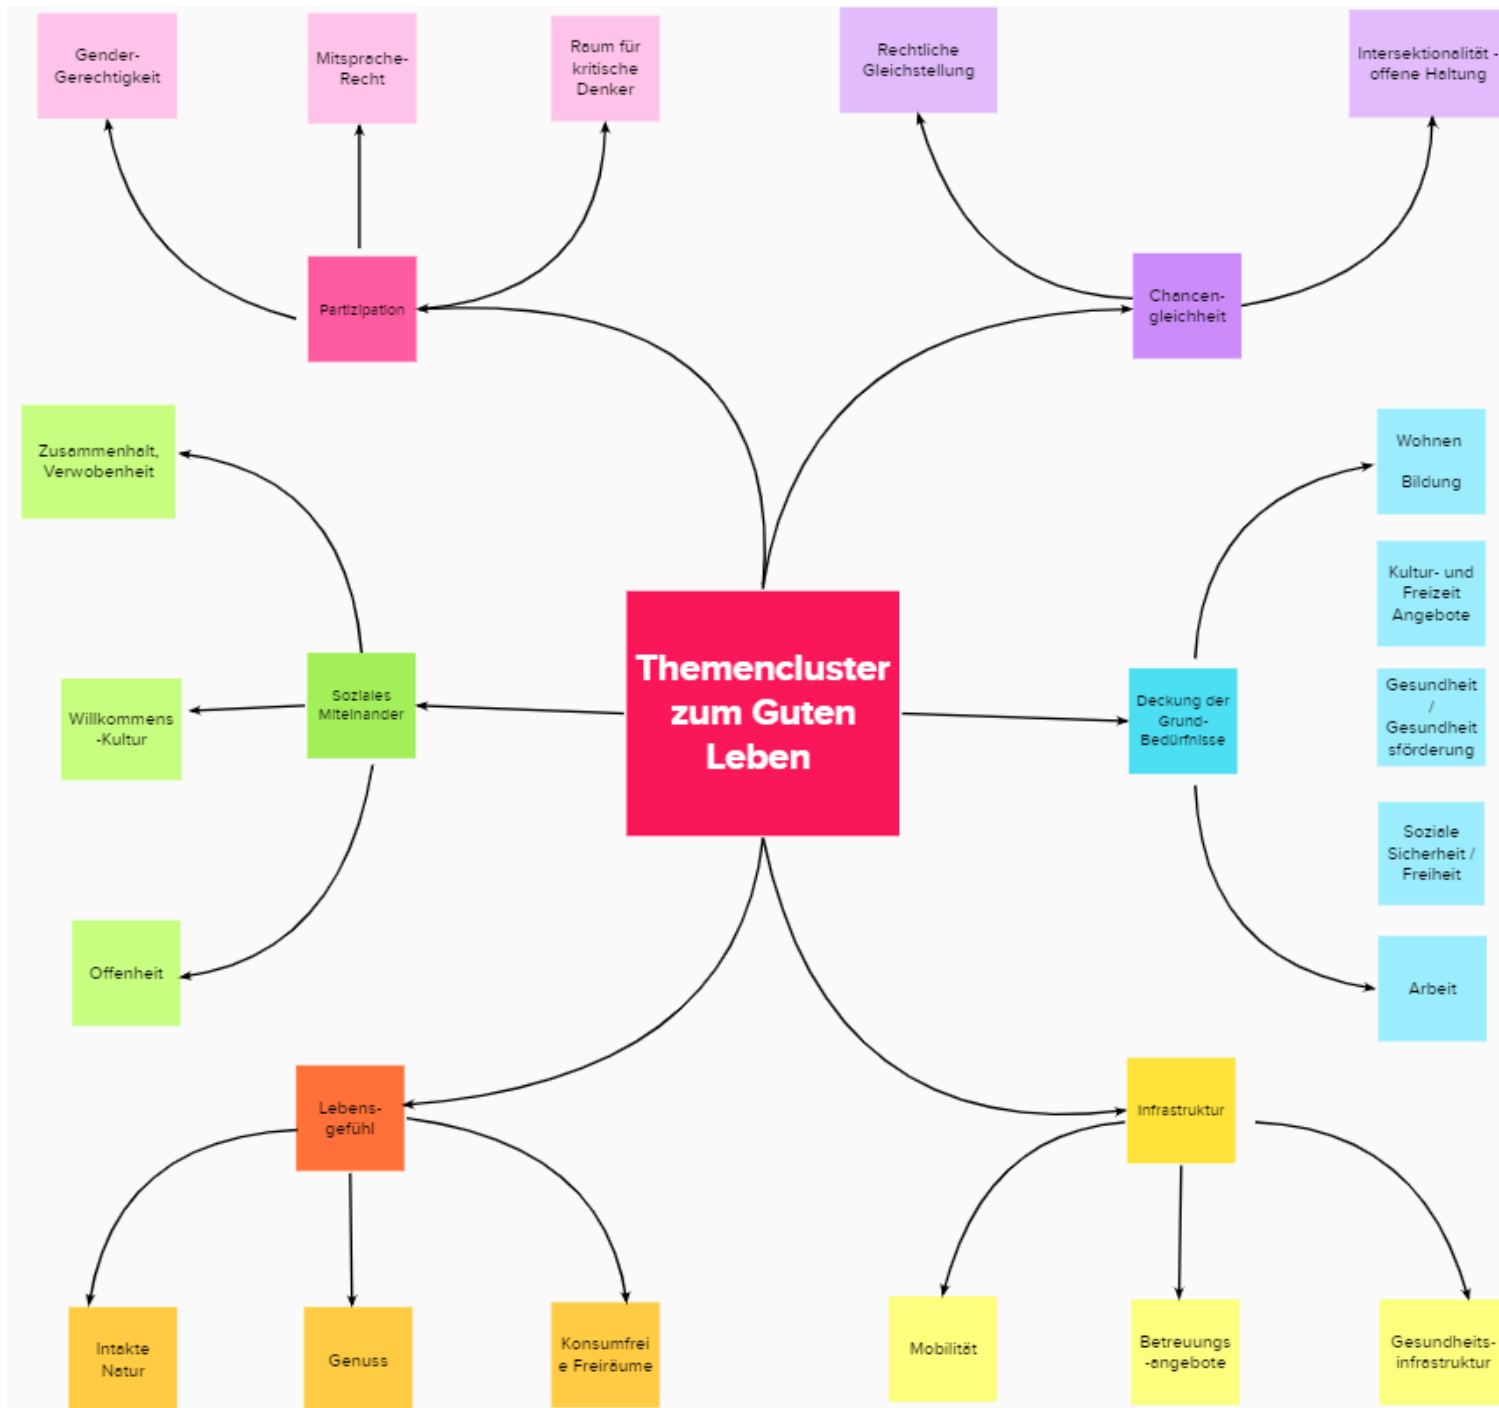 Gender-
Gerechtigkeit
Mitsprache-
Recht
Raum für
kritische
Denker
Rechtliche
Gleichstellung
Intersektionalität -
offene Haltung
Partizipation
Chancen-
gleichheit
Zusammenhalt,
Verwobenheit
Willkommens
-Kultur
Offenheit
Soziales
Miteinander
Themencluster
zum Guten
Leben
Deckung der
Grund-
Bedürfnisse
Wohnen
Bildung
Kultur- und
Freizeit
Angebote
Gesundheit
/
Gesundheit
sförderung
Soziale
Sicherheit /
Freiheit
Arbeit
Lebens-
gefühl
Infrastruktur
Intakte
Natur
Genuss
Konsumfrei
e Freiräume
Mobilität
Betreuungs
-angebote
Gesundheits-
infrastruktur